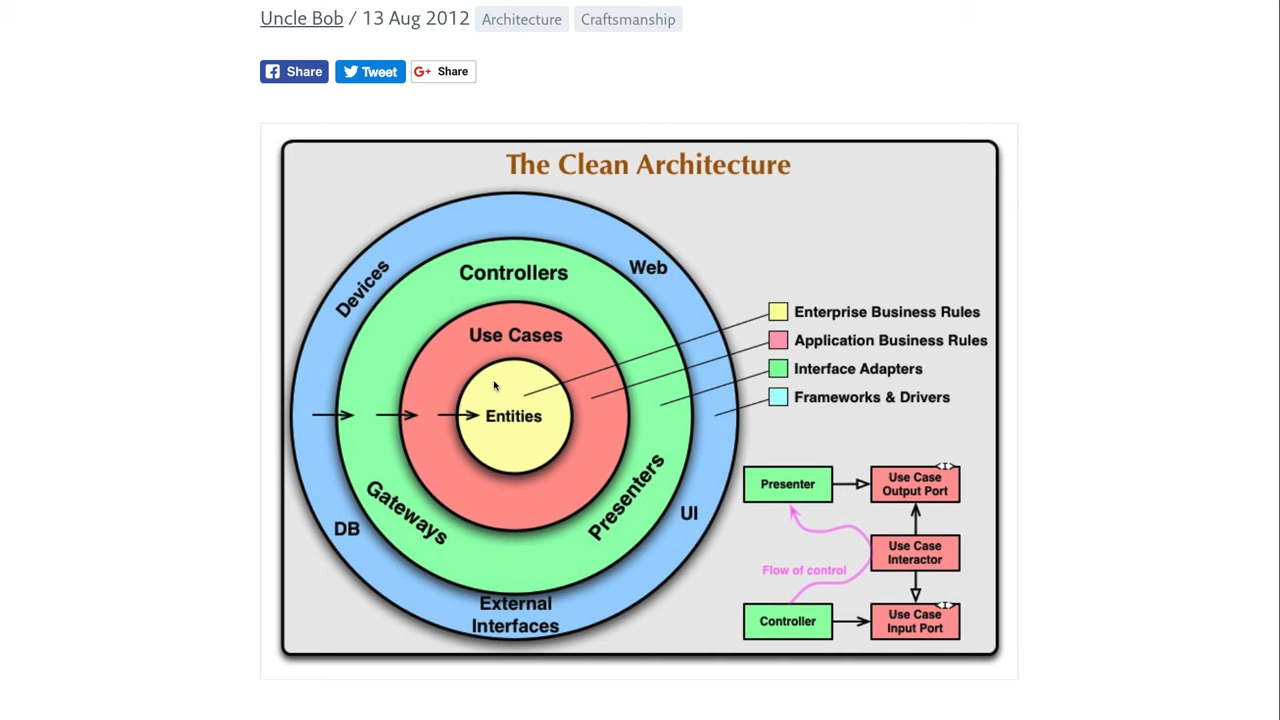 Uncle Bob / 13 Aug 2012 Architecture Craftsmanship
Share Tweet G+ Share
The Clean Architecture
Devices
Controllers
Web
Use Cases
Entities
Gateways
Presenters
DB
UI
External
Interfaces
Enterprise Business Rules
Application Business Rules
Interface Adapters
Frameworks & Drivers
Presenter
Use Case
Output Port
<I>
Use Case
Interactor
Flow of control
Controller
Use Case
Input Port
<I>